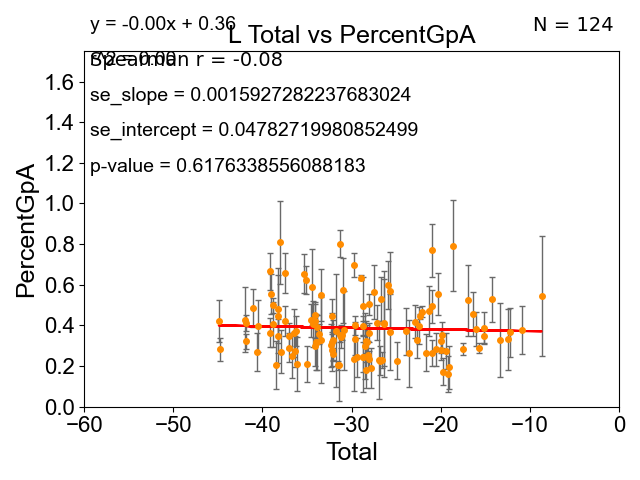 y = -0.00x + 0.36
N = 124
L Total vs PercentGpA
Spearman r = -0.08
se_slope = 0.0015927282237683024
se_intercept = 0.04782719980852499
p-value = 0.6176338556088183
PercentGpA
1.6
1.4
1.2
1.0
0.8
0.6
0.4
0.2
0.0
−60
−50
−40
−30
−20
−10
0
Total